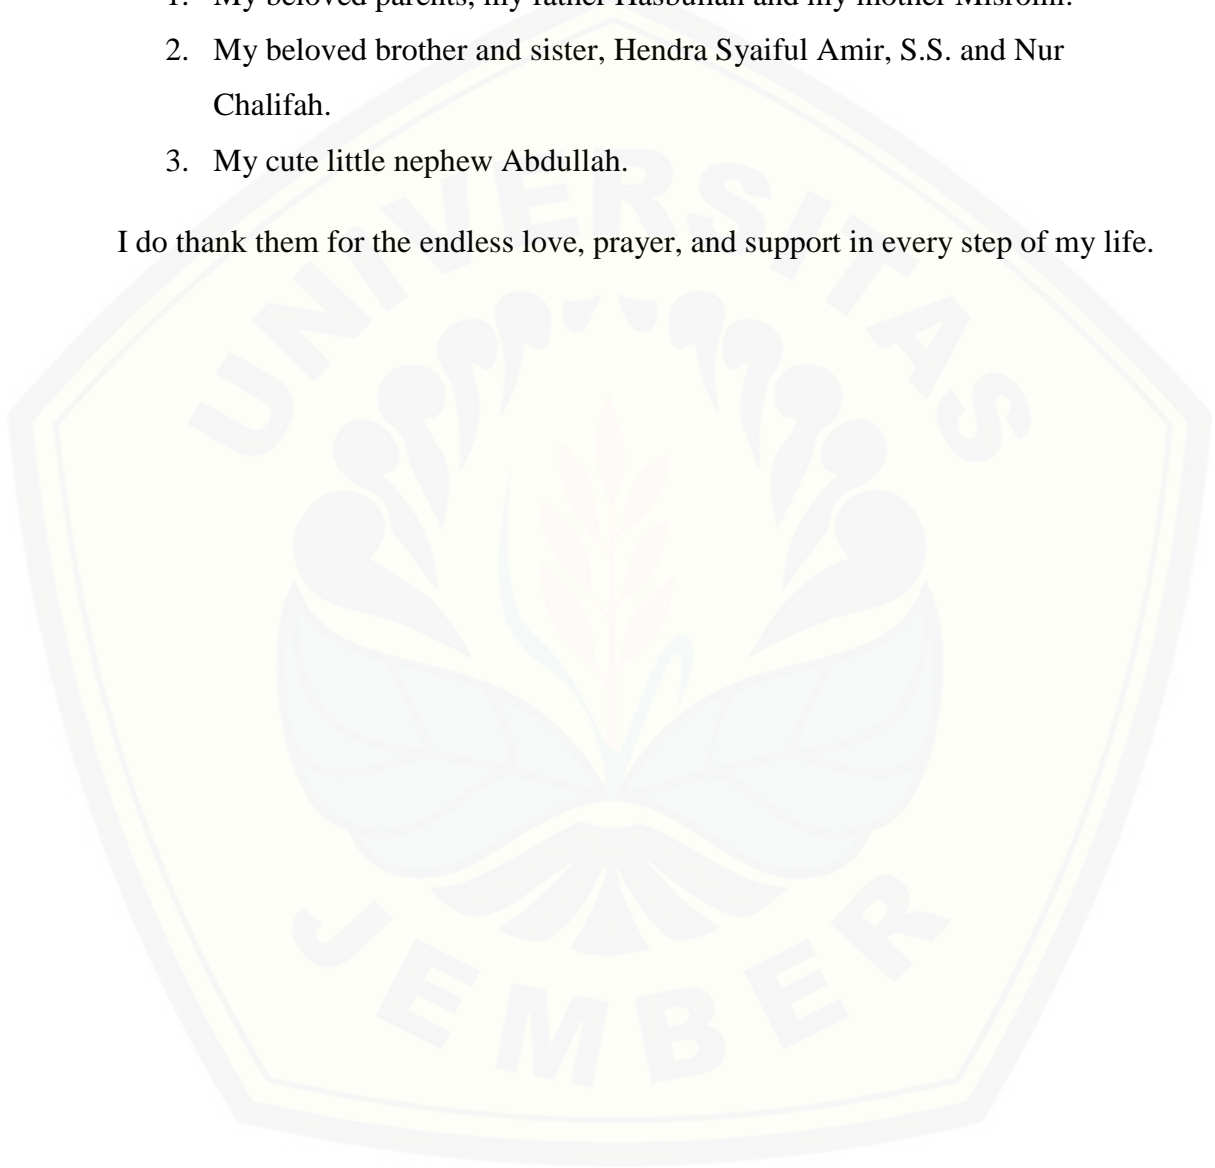 1. My beloved parents, my father Hasbullah and my mother
2. My beloved brother and sister, Hendra Syaiful Amir, S.S. and Nur
Chalifah.
3. My cute little nephew Abdullah.
I do thank them for the endless love, prayer, and support in every step of my life.
UNIVERSITAS
JEMBER